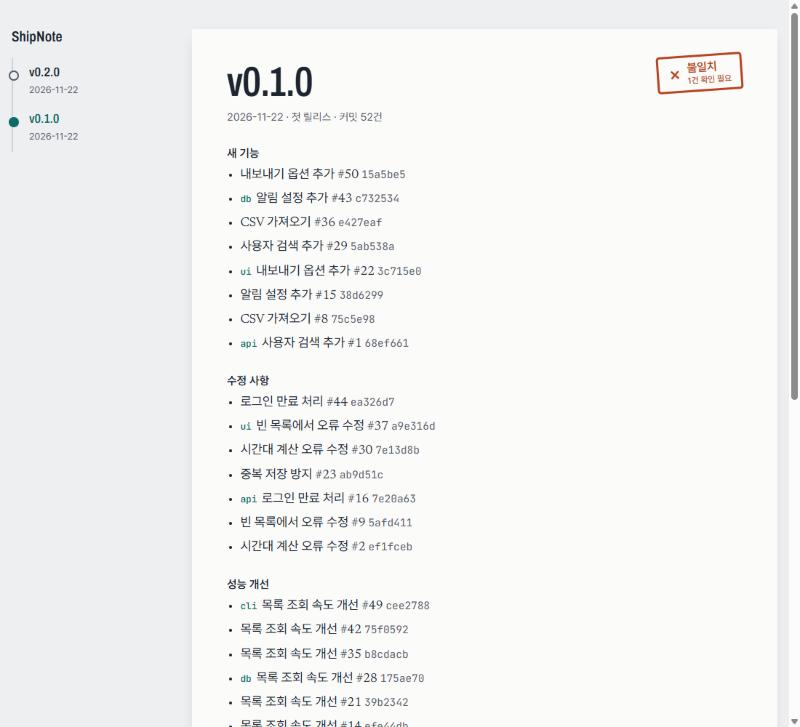 ShipNote
v0.2.0
2026-11-22
v0.1.0
2026-11-22
v0.1.0
2026-11-22 · 첫 릴리스 · 커밋 52건
× 불일치
1건 확인 필요
새 기능
• 내보내기 옵션 추가 #50 15a5be5
• db 알림 설정 추가 #43 c732534
• CSV 가져오기 #36 e427eaf
• 사용자 검색 추가 #29 5ab538a
• ui 내보내기 옵션 추가 #22 3c715e0
• 알림 설정 추가 #15 38d6299
• CSV 가져오기 #8 75c5e98
• api 사용자 검색 추가 #1 68ef661
수정 사항
• 로그인 만료 처리 #44 ea326d7
• ui 빈 목록에서 오류 수정 #37 a9e316d
• 시간대 계산 오류 수정 #30 7e13d8b
• 중복 저장 방지 #23 ab9d51c
• api 로그인 만료 처리 #16 7e20a63
• 빈 목록에서 오류 수정 #9 5afd411
• 시간대 계산 오류 수정 #2 ef1fceb
성능 개선
• cli 목록 조회 속도 개선 #49 cee2788
• 목록 조회 속도 개선 #42 75f0592
• 목록 조회 속도 개선 #35 b8cdacb
• db 목록 조회 속도 개선 #28 175ae70
• 목록 조회 속도 개선 #21 39b2342
• 목록 조회 속도 개선 #14 efe44db